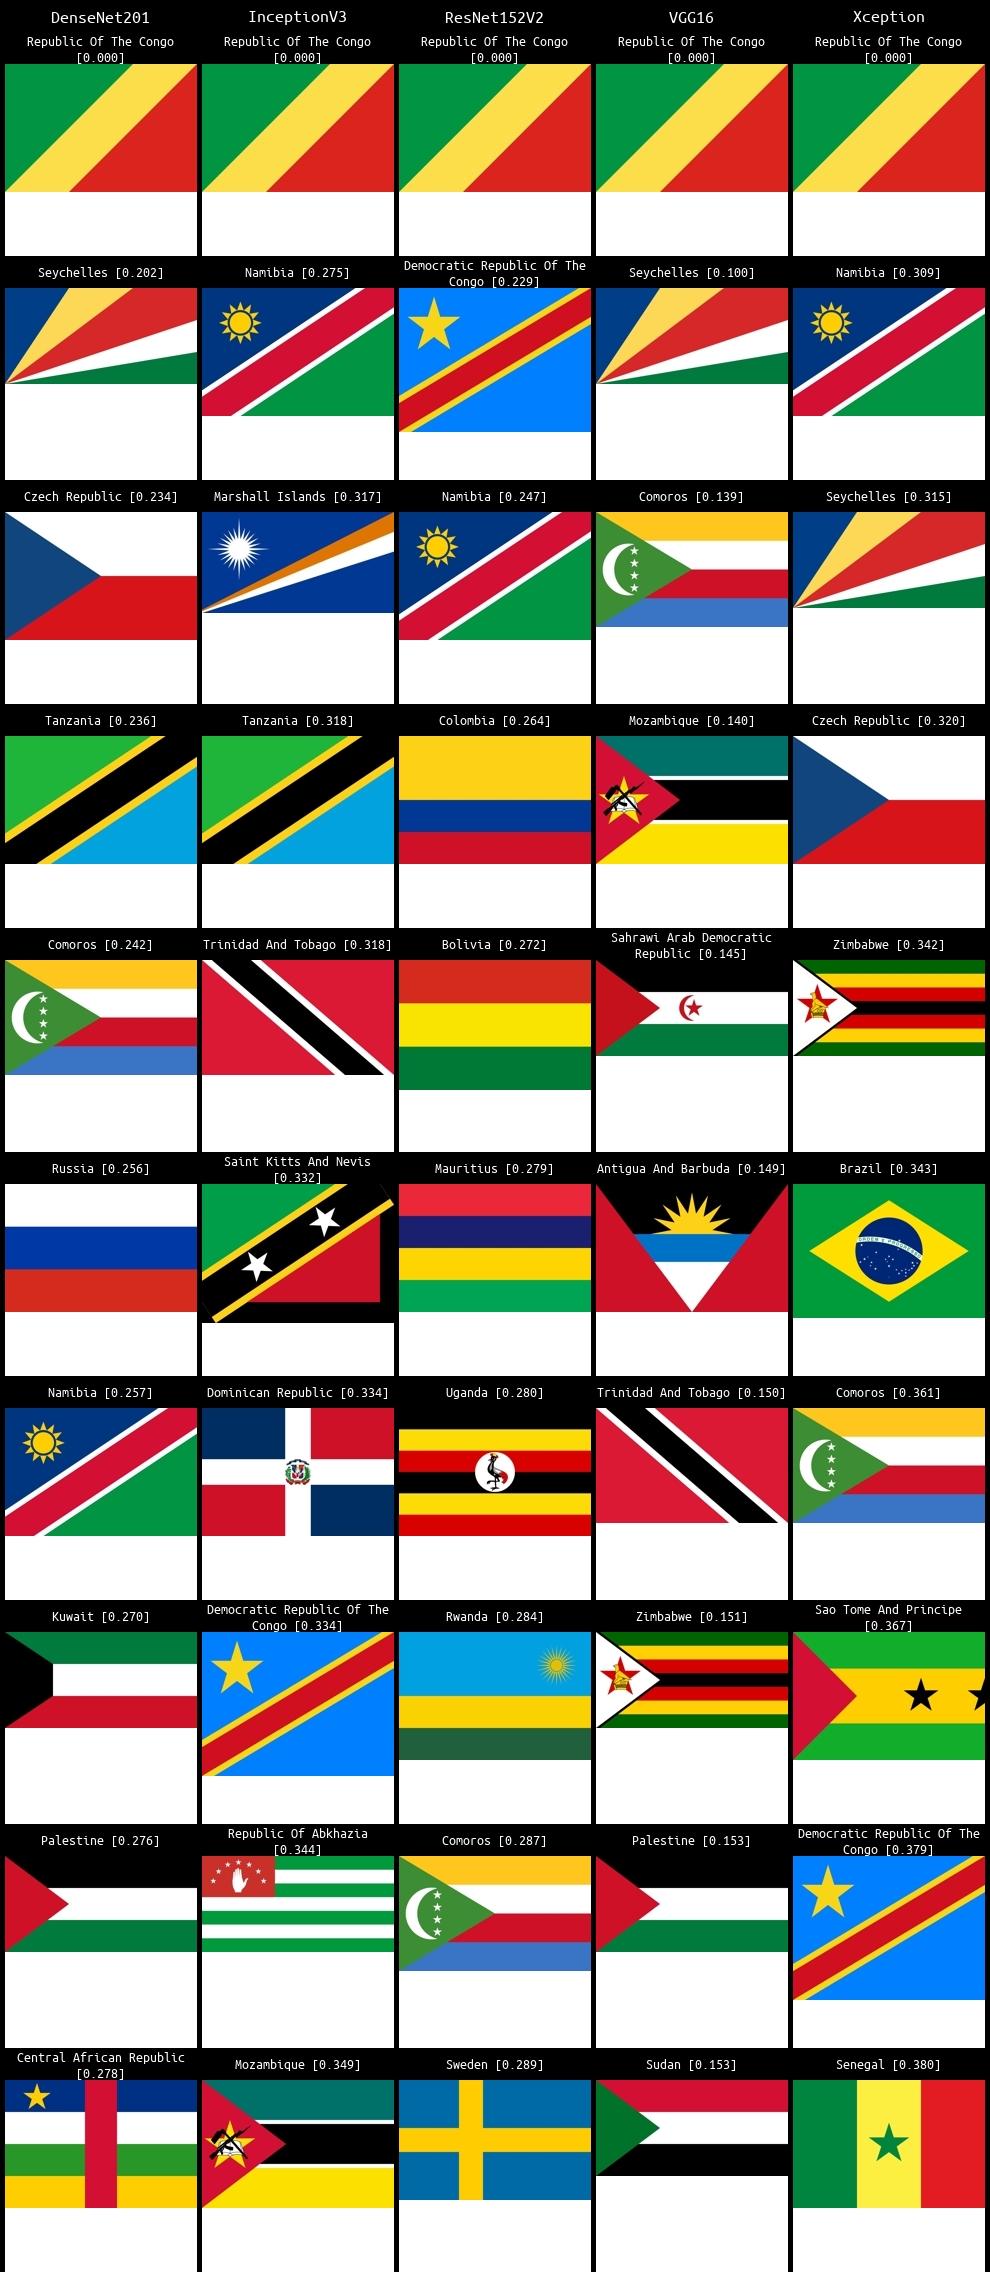 DenseNet201 InceptionV3 ResNet152V2 VGG16 Xception
Republic Of The Congo Republic Of The Congo Republic Of The Congo Republic Of The Congo Republic Of The Congo
[0.000] [0.000] [0.000] [0.000] [0.000]
Seychelles [0.202] Namibia [0.275] Democratic Republic Of The Congo [0.229] Seychelles [0.100] Namibia [0.309]
Czech Republic [0.234] Marshall Islands [0.317] Namibia [0.247] Comoros [0.139] Seychelles [0.315]
Tanzania [0.236] Tanzania [0.318] Colombia [0.264] Mozambique [0.140] Czech Republic [0.320]
Comoros [0.242] Trinidad And Tobago [0.318] Bolivia [0.272] Sahrawi Arab Democratic Republic [0.145] Zimbabwe [0.342]
Russia [0.256] Saint Kitts And Nevis [0.332] Mauritius [0.279] Antigua And Barbuda [0.149] Brazil [0.343]
ORDEM E PROGRESSO
Namibia [0.257] Dominican Republic [0.334] Uganda [0.280] Trinidad And Tobago [0.150] Comoros [0.361]
Kuwait [0.270] Democratic Republic Of The Congo [0.334] Rwanda [0.284] Zimbabwe [0.151] Sao Tome And Principe [0.367]
Palestine [0.276] Republic Of Abkhazia [0.344] Comoros [0.287] Palestine [0.153] Democratic Republic Of The Congo [0.379]
Central African Republic [0.278] Mozambique [0.349] Sweden [0.289] Sudan [0.153] Senegal [0.380]